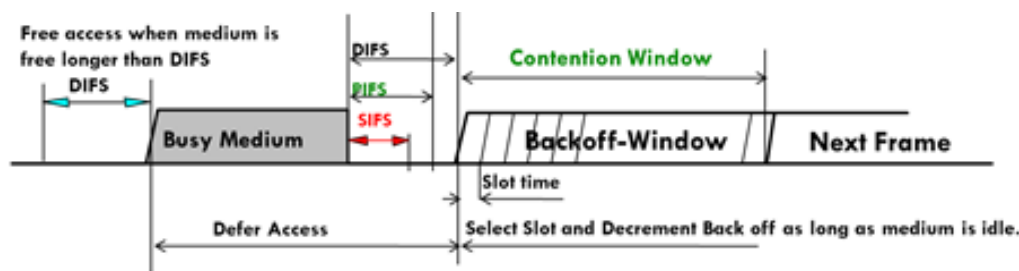 Free access when medium is
free longer than DIFS
DIFS
DIFS
PIFS
SIFS
Contention Window
Busy Medium
Backoff-Window
Next Frame
Slot time
Defer Access
Select Slot and Decrement Back off as long as medium is idle.